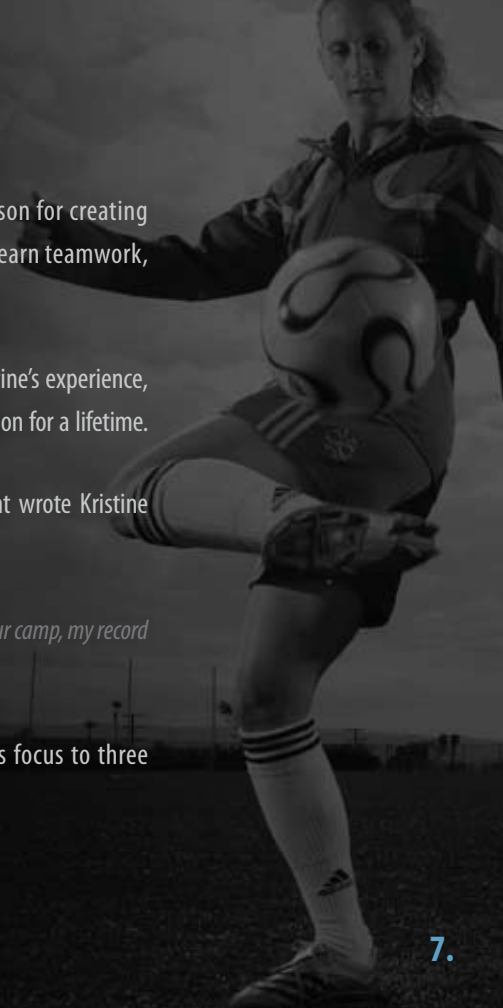 son for creating
earn teamwork,
ine’s experience,
on for a lifetime.
t wrote Kristine
r camp, my record
s focus to three
7.